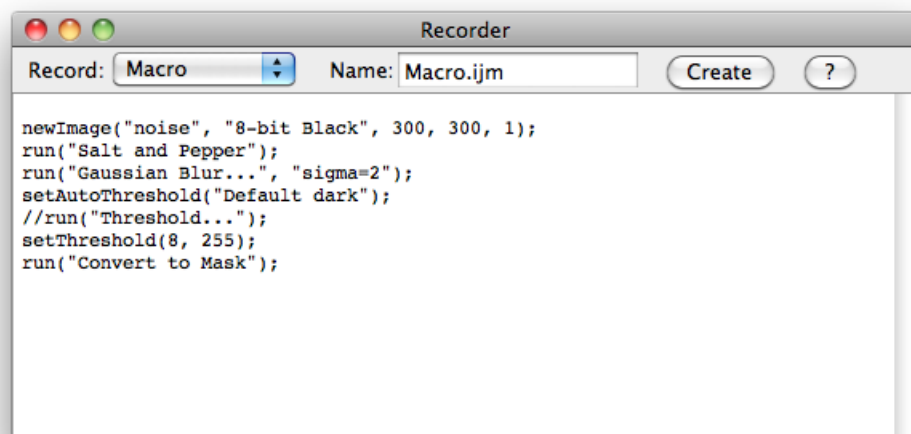 Recorder
Record: Macro Name: Macro.ijm Create ?
newImage("noise", "8-bit Black", 300, 300, 1);
run("Salt and Pepper");
run("Gaussian Blur...", "sigma=2");
setAutoThreshold("Default dark");
//run("Threshold...");
setThreshold(8, 255);
run("Convert to Mask");